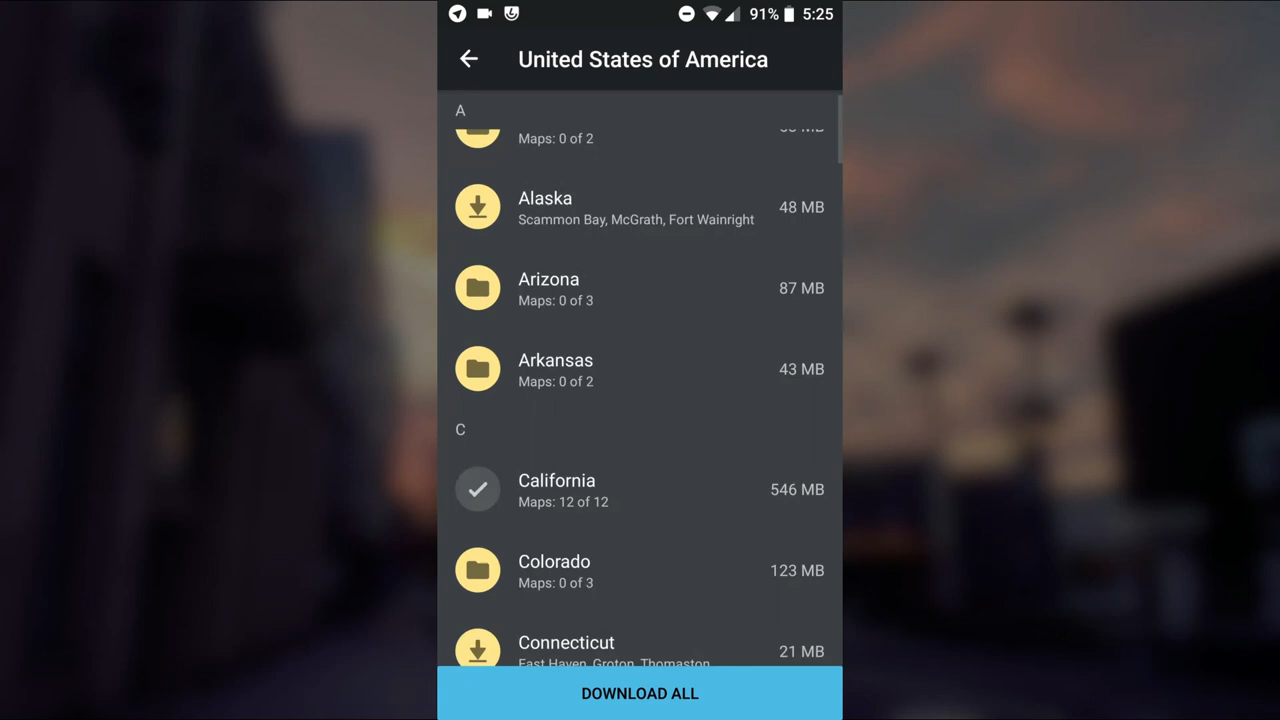 91% 5:25
United States of America
A
Maps: 0 of 2
Alaska
Scammon Bay, McGrath, Fort Wainright
48 MB
Arizona
Maps: 0 of 3
87 MB
Arkansas
Maps: 0 of 2
43 MB
C
California
Maps: 12 of 12
546 MB
Colorado
Maps: 0 of 3
123 MB
Connecticut
East Haven, Groton, Thomaston
21 MB
DOWNLOAD ALL